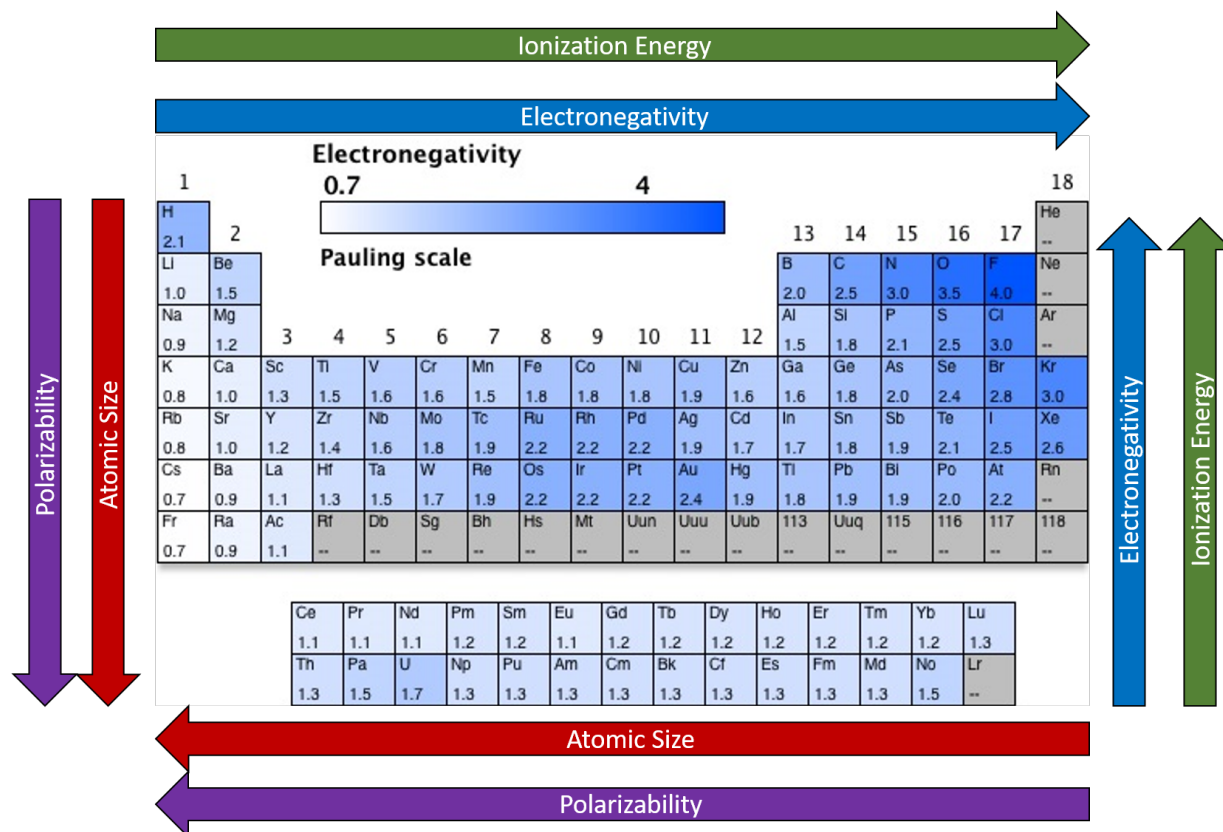 Ionization Energy
Electronegativity
Electronegativity
0.7 4
Pauling scale
1 18
H He
2.1 --
2 13 14 15 16 17
Li Be B C N O F Ne
1.0 1.5 2.0 2.5 3.0 3.5 4.0 --
Na Mg Al Si P S Cl Ar
0.9 1.2 1.5 1.8 2.1 2.5 3.0 --
3 4 5 6 7 8 9 10 11 12
K Ca Sc Ti V Cr Mn Fe Co Ni Cu Zn Ga Ge As Se Br Kr
0.8 1.0 1.3 1.5 1.6 1.6 1.5 1.8 1.8 1.8 1.9 1.6 1.6 1.8 2.0 2.4 2.8 3.0
Rb Sr Y Zr Nb Mo Tc Ru Rh Pd Ag Cd In Sn Sb Te I Xe
0.8 1.0 1.2 1.4 1.6 1.8 1.9 2.2 2.2 2.2 1.9 1.7 1.7 1.8 1.9 2.1 2.5 2.6
Cs Ba La Hf Ta W Re Os Ir Pt Au Hg Tl Pb Bi Po At Rn
0.7 0.9 1.1 1.3 1.5 1.7 1.9 2.2 2.2 2.2 2.4 1.9 1.8 1.9 1.9 2.0 2.2 --
Fr Ra Ac Rf Db Sg Bh Hs Mt Uun Uuu Uub 113 Uuq 115 116 117 118
0.7 0.9 1.1 -- -- -- -- -- -- -- -- -- -- -- -- -- -- --
Ce Pr Nd Pm Sm Eu Gd Tb Dy Ho Er Tm Yb Lu
1.1 1.1 1.1 1.2 1.2 1.1 1.2 1.2 1.2 1.2 1.2 1.2 1.2 1.3
Th Pa U Np Pu Am Cm Bk Cf Es Fm Md No Lr
1.3 1.5 1.7 1.3 1.3 1.3 1.3 1.3 1.3 1.3 1.3 1.3 1.5 --
Polarizability
Atomic Size
Electronegativity
Ionization Energy
Atomic Size
Polarizability